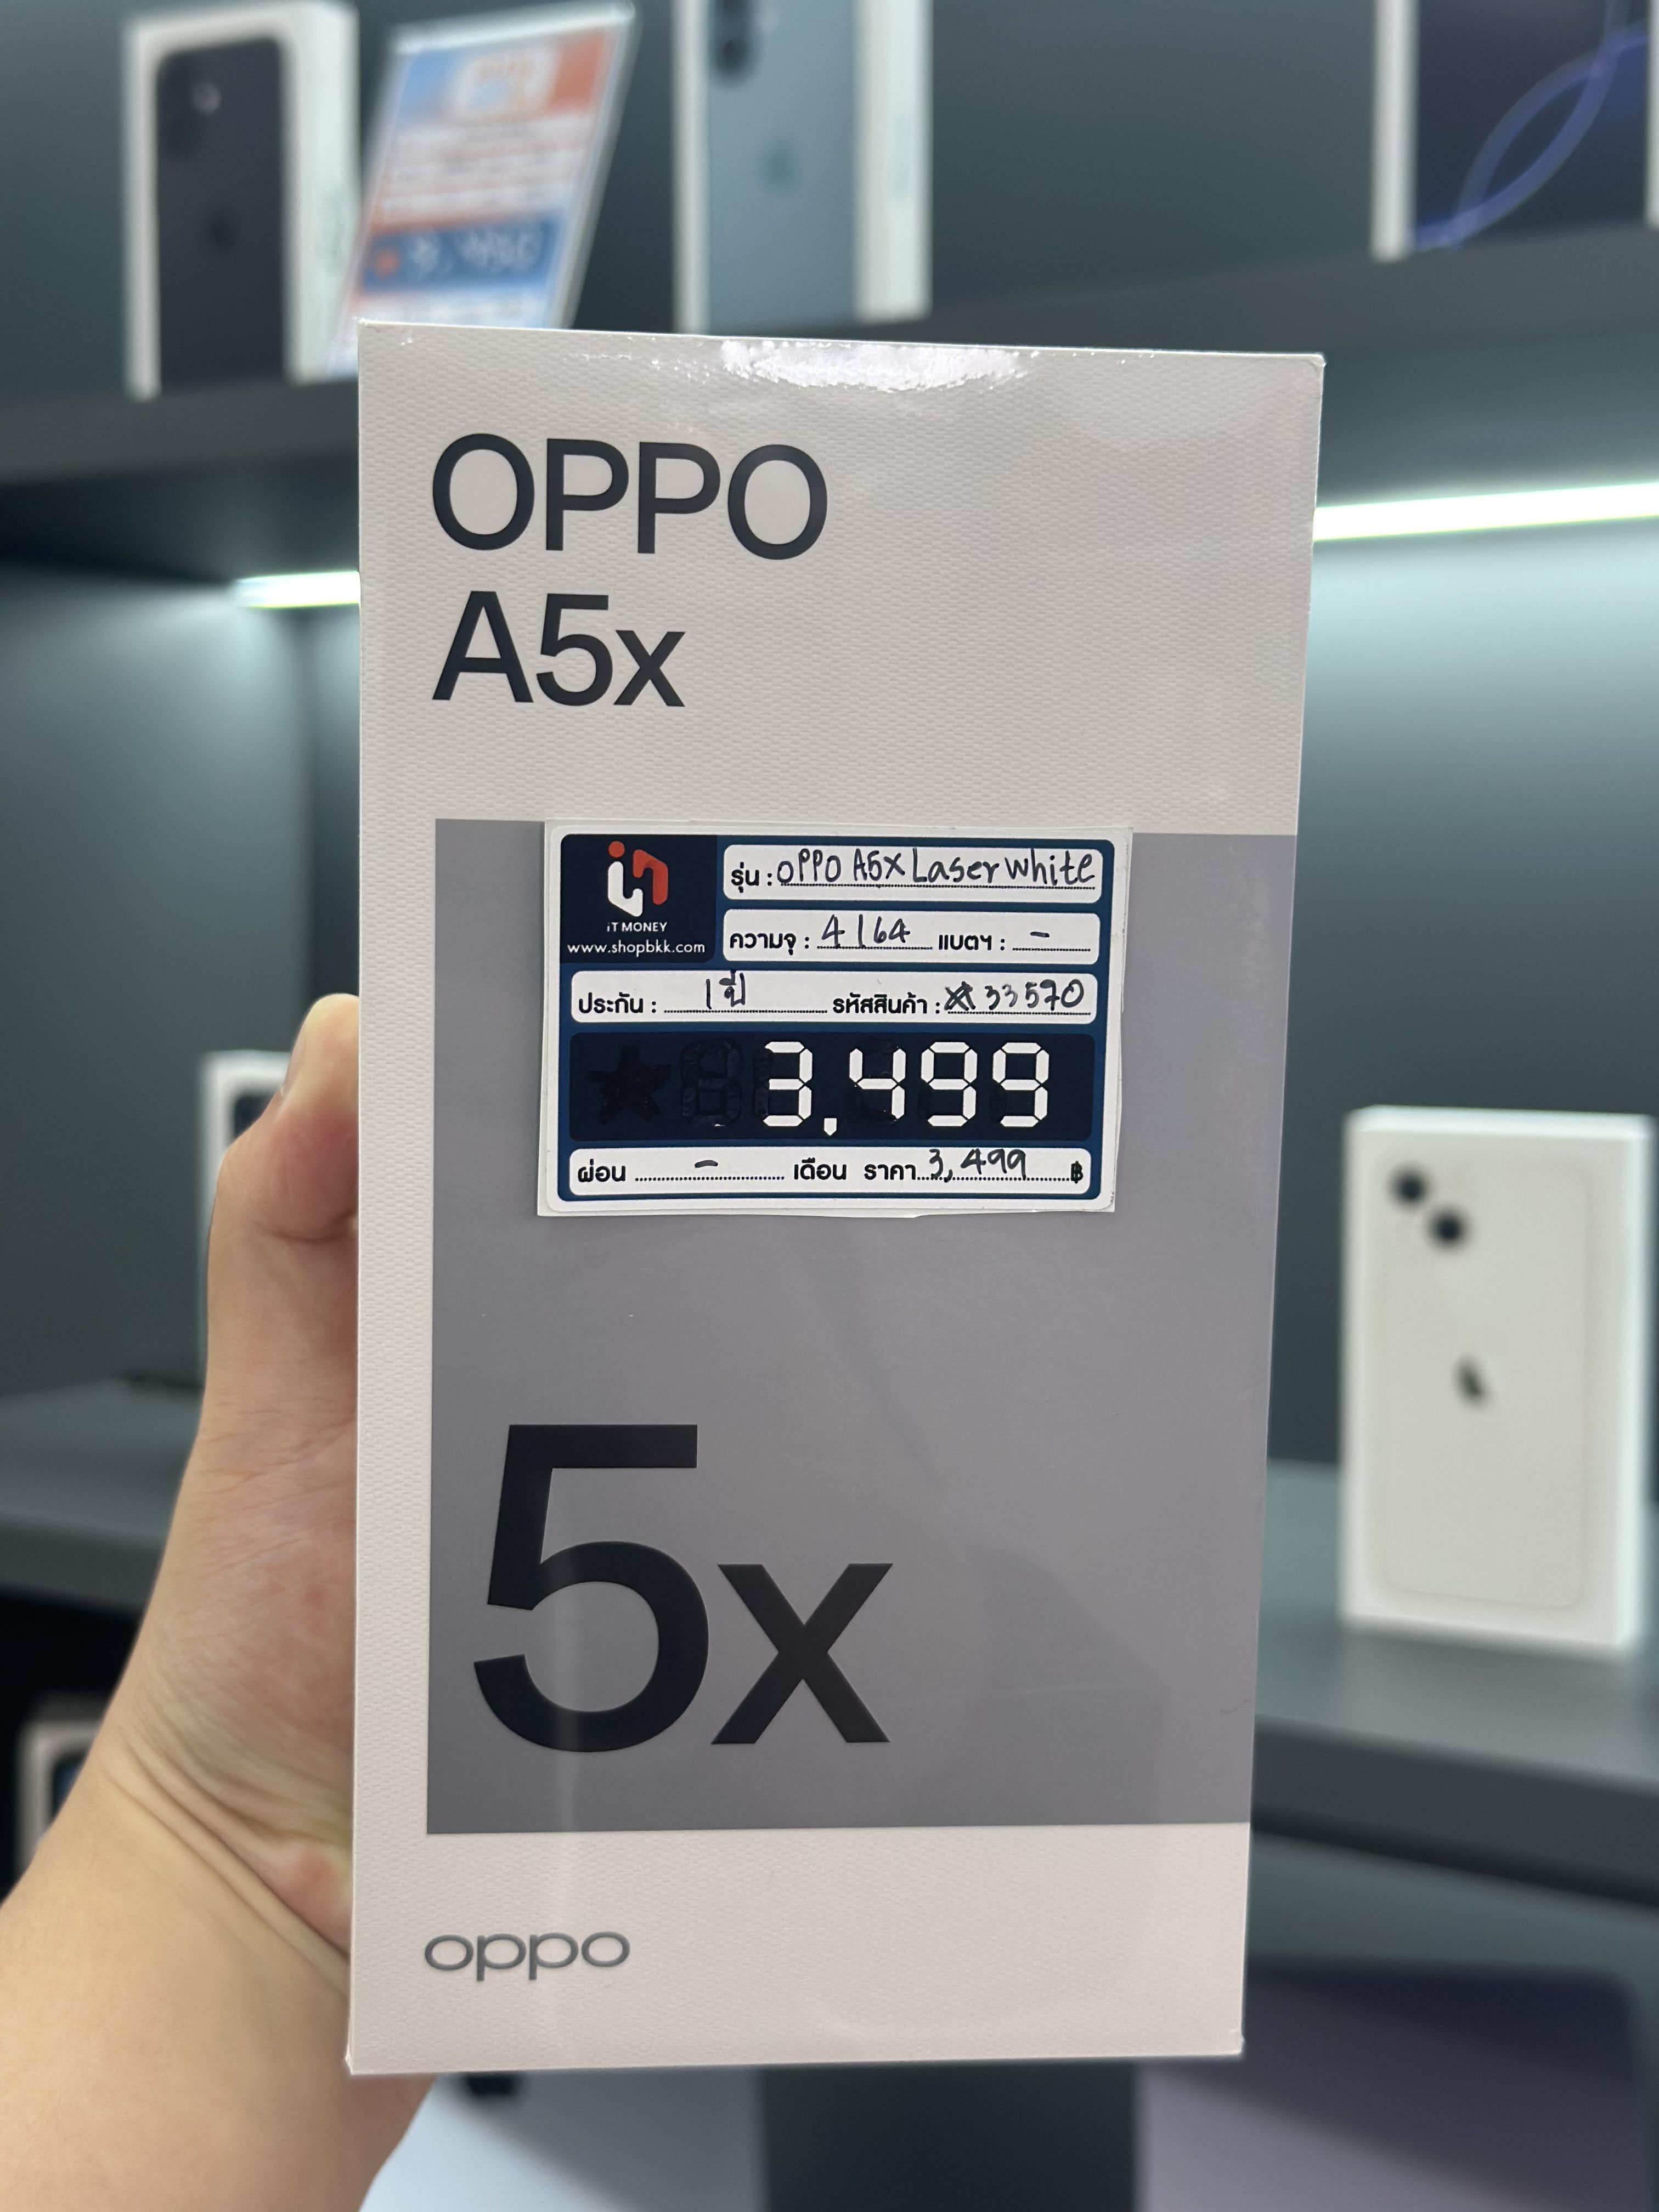 OPPO
A5x
iT MONEY
www.shopbkk.com
รุ่น : OPPO A5X Laser White
ความจุ : 4/64 แบตฯ : -
ประกัน : 1 ปี รหัสสินค้า : 33570
3,499
ผ่อน - เดือน ราคา 3,499 ฿
5x
oppo